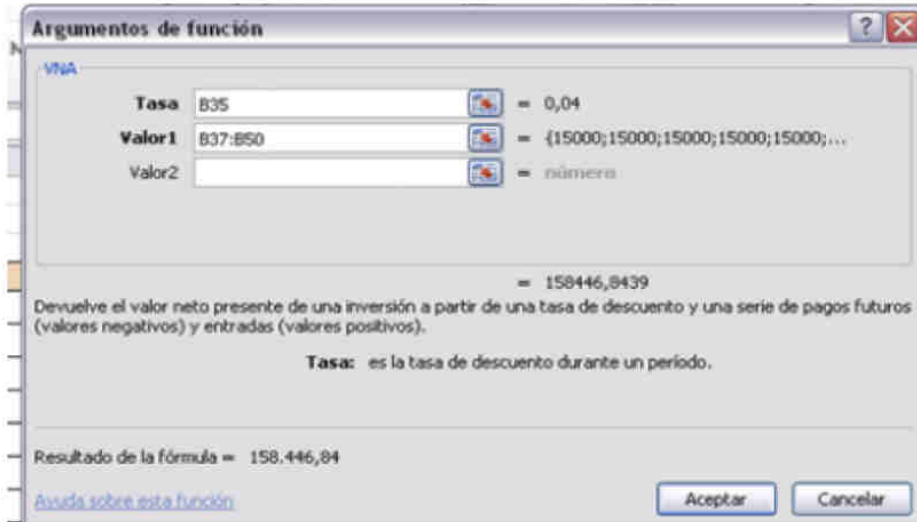 Argumentos de función
VNA
Tasa B35 = 0,04
Valor1 B37:B50 = {15000;15000;15000;15000;15000;...
Valor2 = número
= 158446,8439
Devuelve el valor neto presente de una inversión a partir de una tasa de descuento y una serie de pagos futuros
(valores negativos) y entradas (valores positivos).
Tasa: es la tasa de descuento durante un período.
Resultado de la fórmula = 158.446,84
Ayuda sobre esta función
Aceptar Cancelar